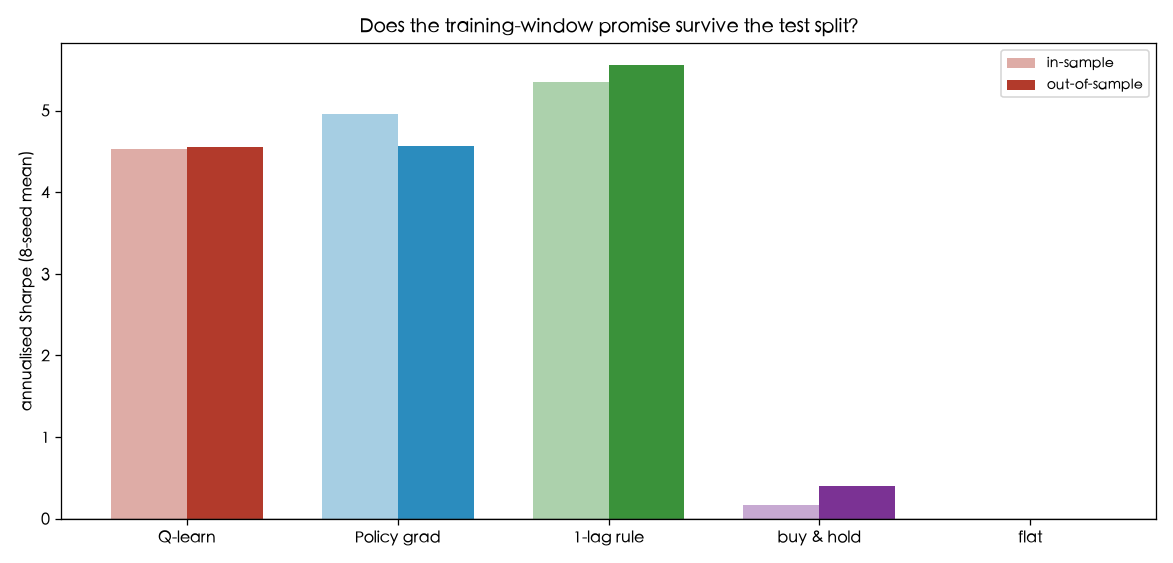 Does the training-window promise survive the test split?
in-sample
out-of-sample
annualised Sharpe (8-seed mean)
5
4
3
2
1
0
Q-learn
Policy grad
1-lag rule
buy & hold
flat